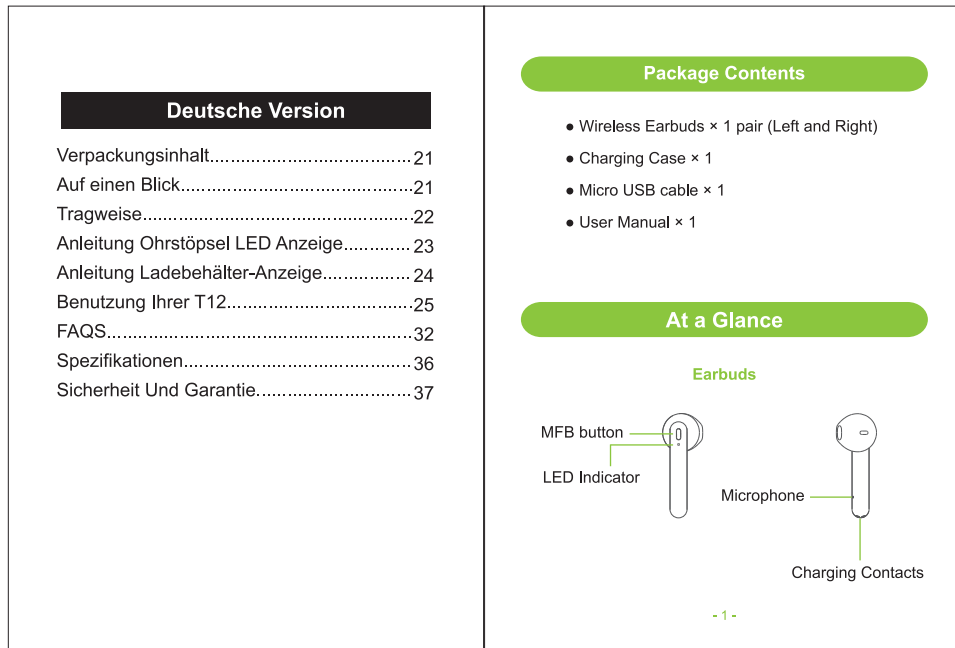 Deutsche Version
Verpackungsinhalt................................21
Auf einen Blick.....................................21
Tragweise............................................22
Anleitung Ohrstöpsel LED Anzeige...........23
Anleitung Ladebehälter-Anzeige..............24
Benutzung Ihrer T12..............................25
FAQS...................................................32
Spezifikationen.....................................36
Sicherheit Und Garantie.........................37
Package Contents
● Wireless Earbuds × 1 pair (Left and Right)
● Charging Case × 1
● Micro USB cable × 1
● User Manual × 1
At a Glance
Earbuds
MFB button
LED Indicator
Microphone
Charging Contacts
- 1 -